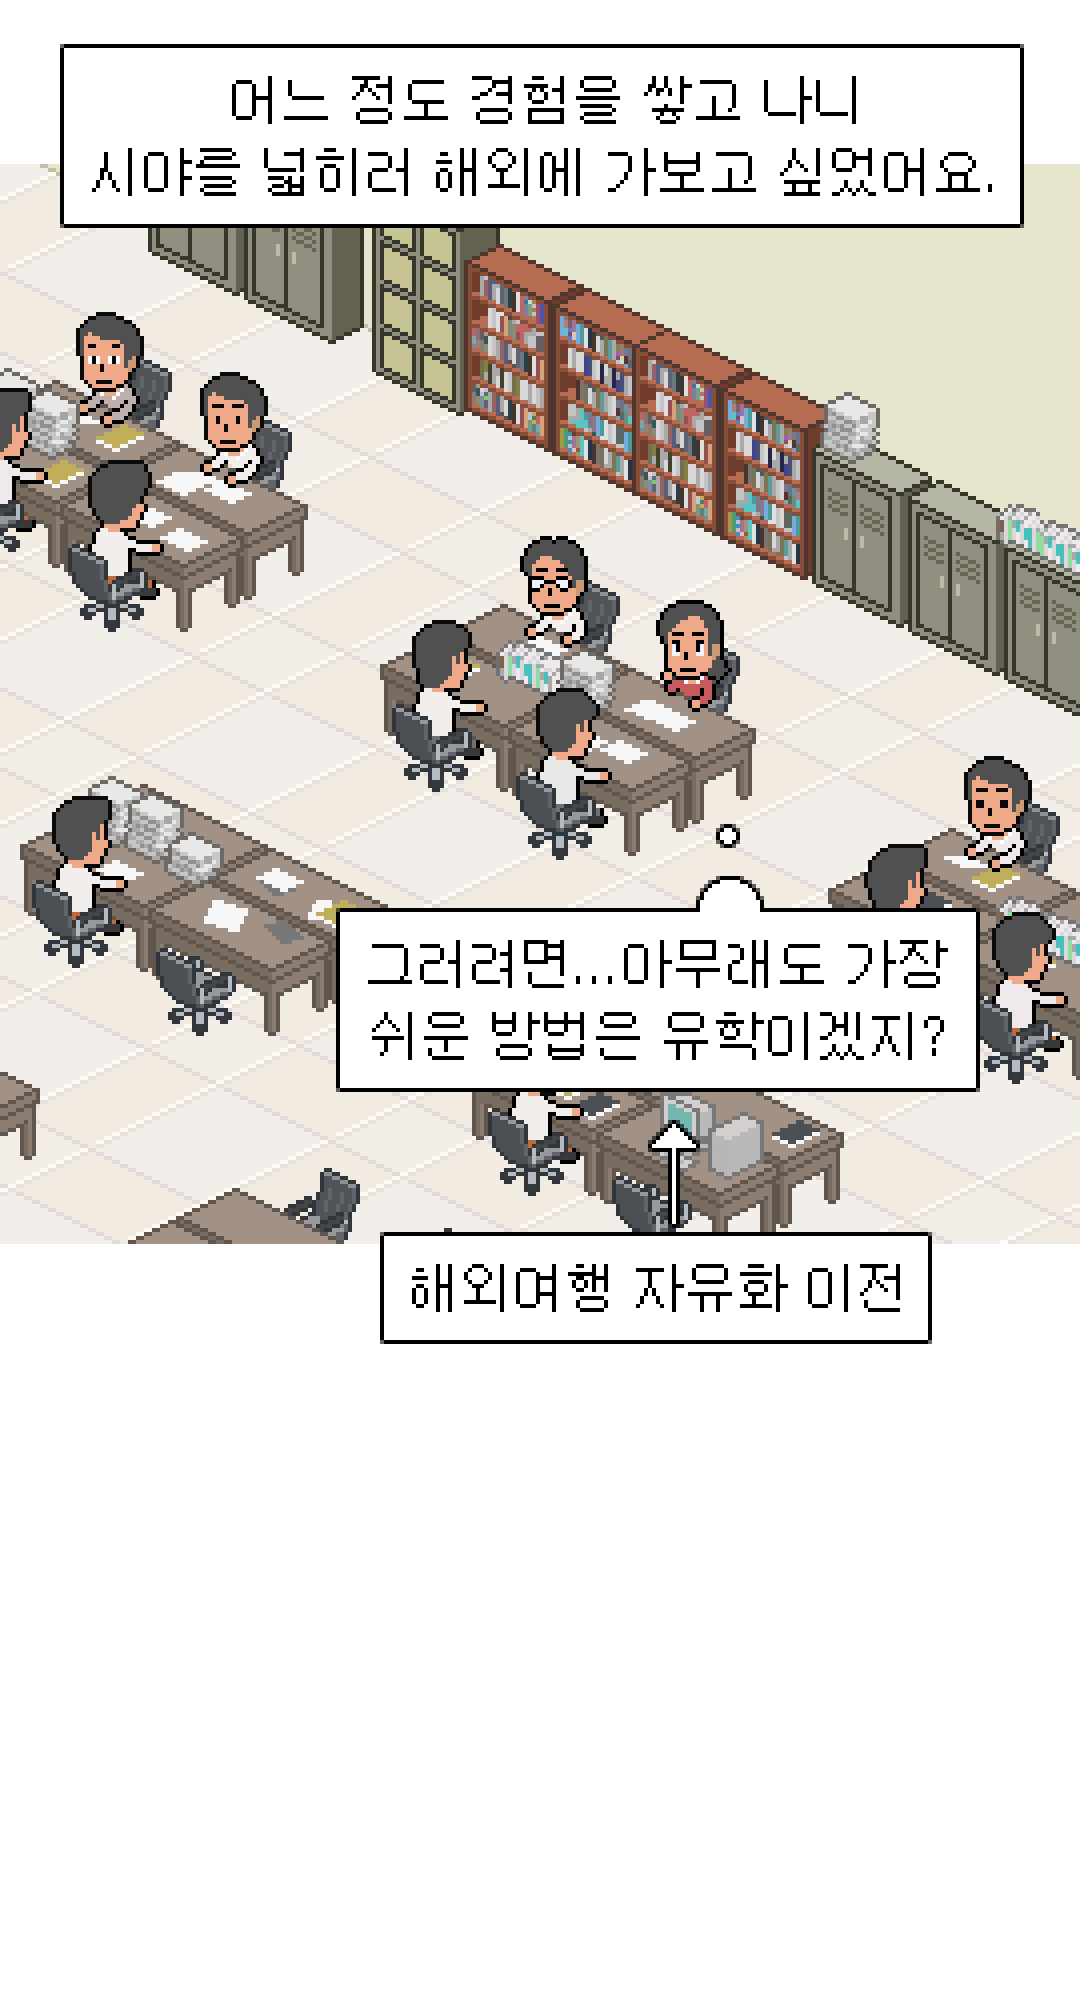 어느 정도 경험을 쌓고 나니
시야를 넓히러 해외에 가보고 싶었어요.
그러려면...아무래도 가장
쉬운 방법은 유학이겠지?
해외여행 자유화 이전